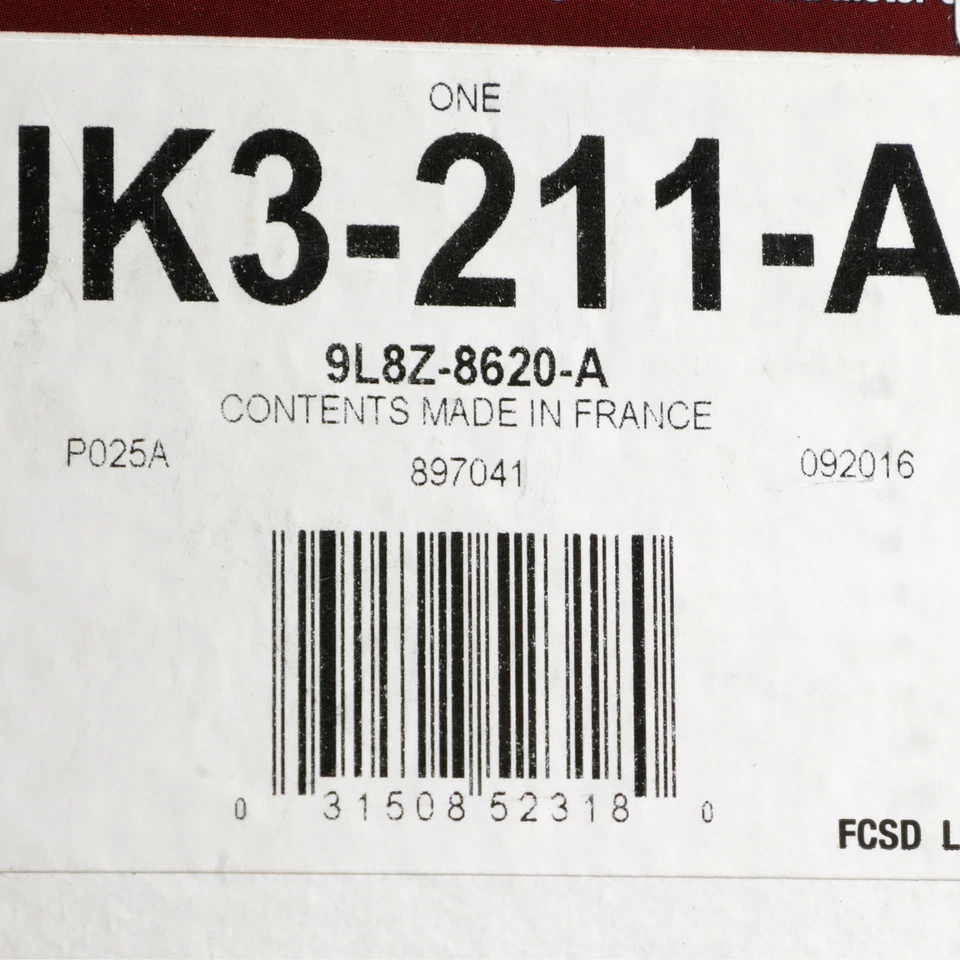 ONE
JK3-211-A
9L8Z-8620-A
CONTENTS MADE IN FRANCE
P025A 897041 092016
0 31508 52318 0
FCSD L